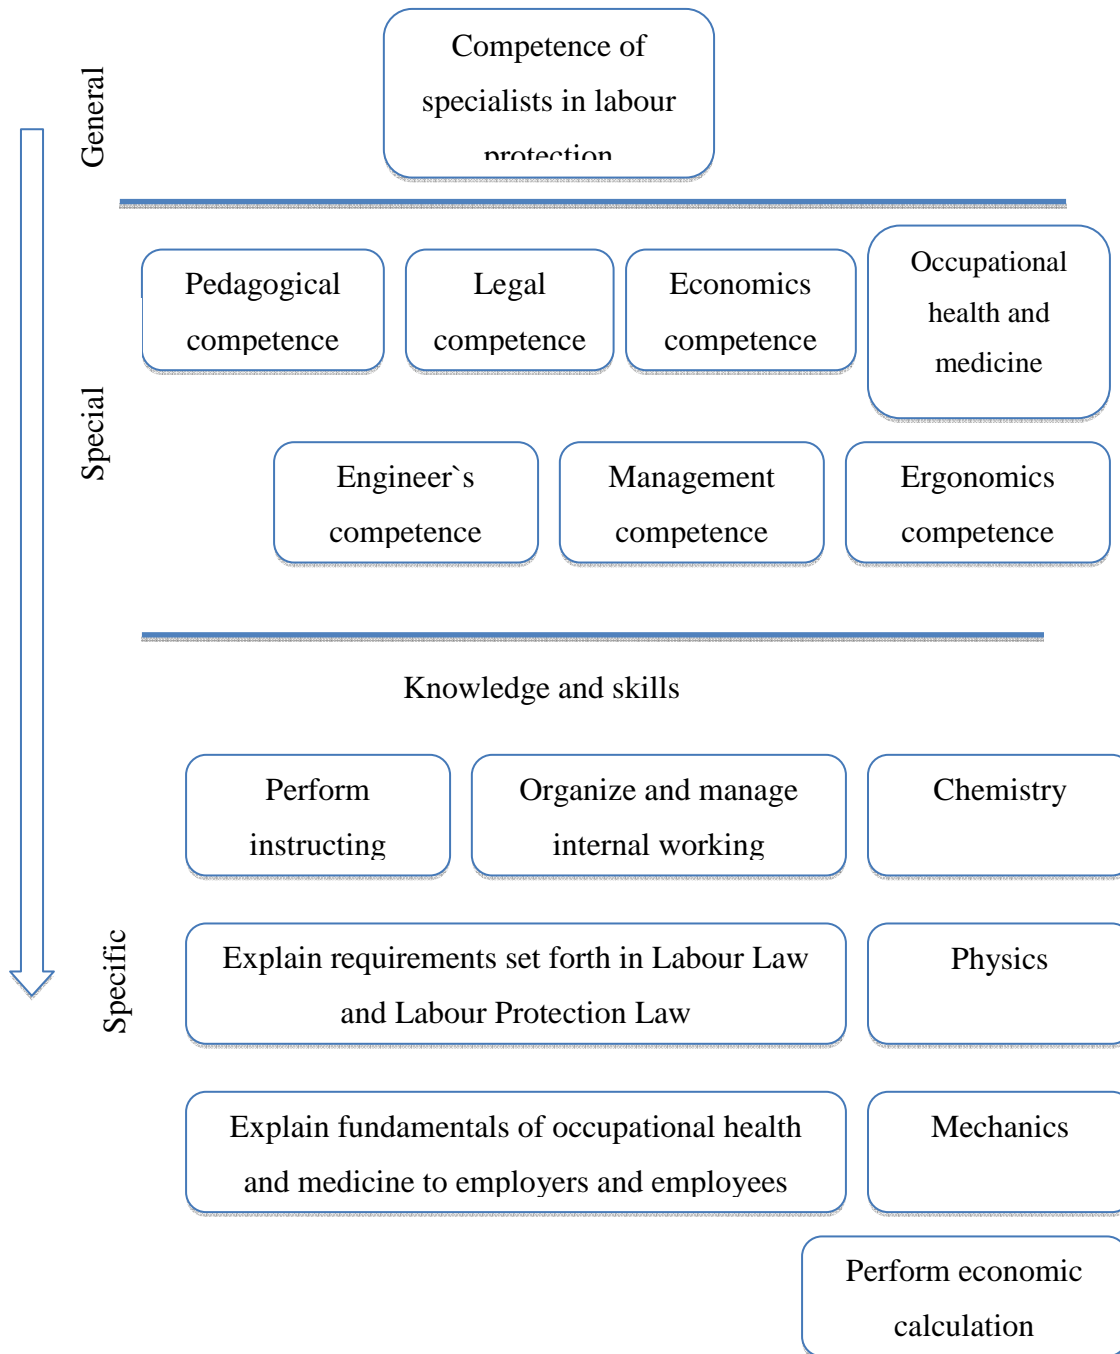 General
Competence of
specialists in labour
protection
Special
Pedagogical
competence
Legal
competence
Economics
competence
Occupational
health and
medicine
Engineer`s
competence
Management
competence
Ergonomics
competence
Specific
Knowledge and skills
Perform
instructing
Organize and manage
internal working
Chemistry
Explain requirements set forth in Labour Law
and Labour Protection Law
Physics
Explain fundamentals of occupational health
and medicine to employers and employees
Mechanics
Perform economic
calculation